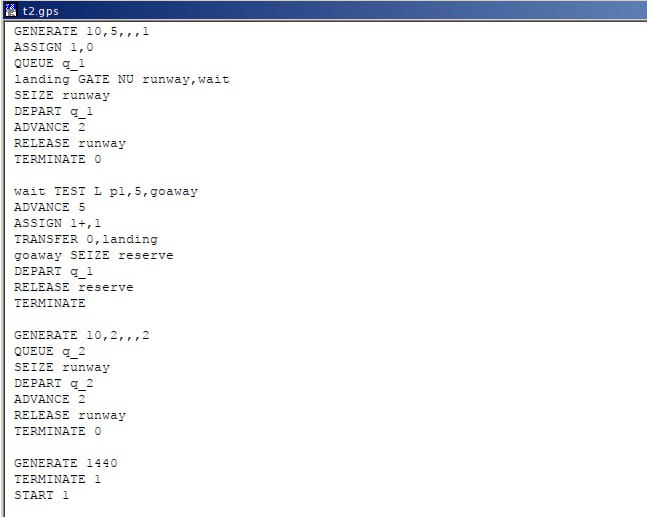 t2.gps
GENERATE 10,5,,,1
ASSIGN 1,0
QUEUE q_1
landing GATE NU runway,wait
SEIZE runway
DEPART q_1
ADVANCE 2
RELEASE runway
TERMINATE 0
wait TEST L p1,5,goaway
ADVANCE 5
ASSIGN 1+,1
TRANSFER 0,landing
goaway SEIZE reserve
DEPART q_1
RELEASE reserve
TERMINATE
GENERATE 10,2,,,2
QUEUE q_2
SEIZE runway
DEPART q_2
ADVANCE 2
RELEASE runway
TERMINATE 0
GENERATE 1440
TERMINATE 1
START 1